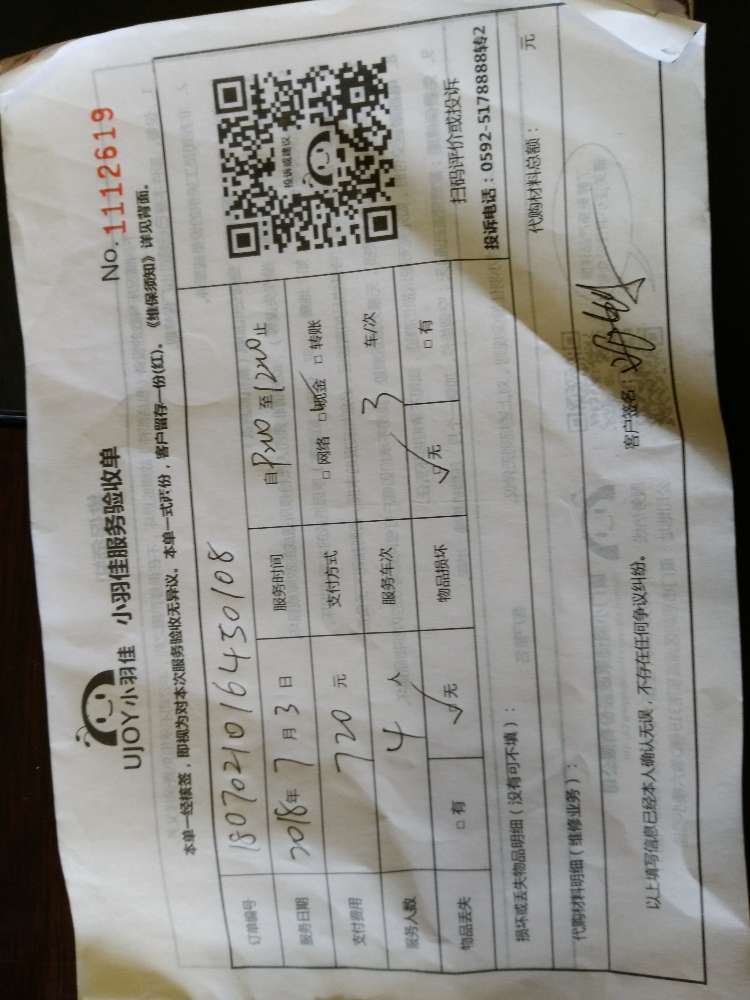 UJOY小羽佳 小羽佳服务验收单
No.1112619
本单一经核签，即视为对本次服务验收无异议。本单一式两份，客户留存一份(红)。《维保须知》详见背面。
订单编号 180702101645​0108
服务日期 2018年7月3日 服务时间 自 至1200止
支付费用 720元 支付方式 □网络 □现金 □转账
服务人数 4人 服务车次 3车/次
物品丢失 □有 □无 物品损坏 □无 □有
投诉或建议
扫码评价或投诉
投诉电话：0592-5178888转2
损坏或丢失物品明细（没有可不填）：
代购材料明细（维修业务）： 代购材料总额： 元
以上填写信息已经本人确认无误，不存在任何争议纠纷。 客户签名：